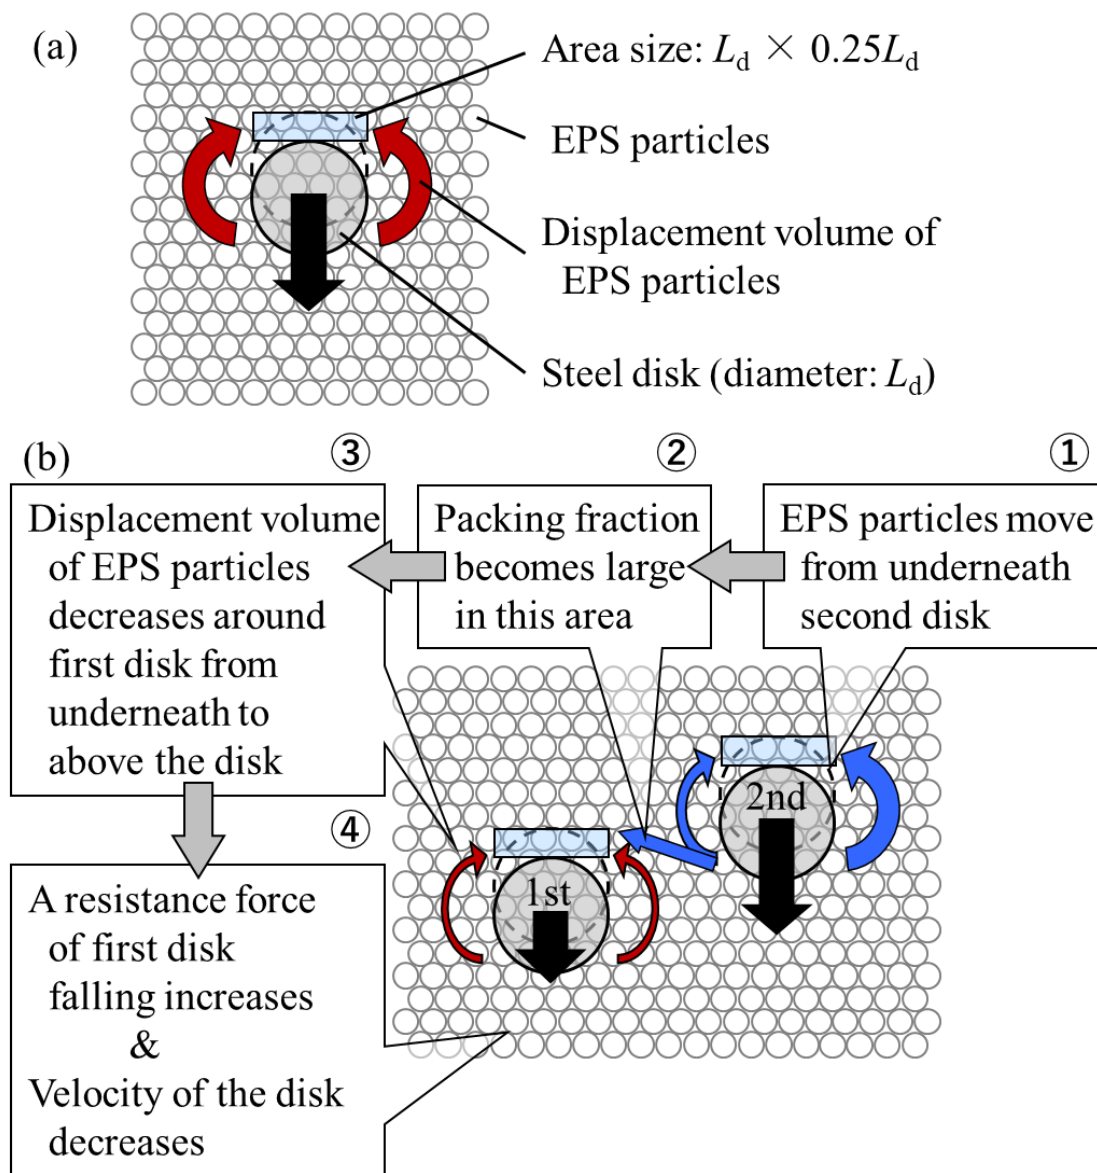 (a)
Area size: Ld × 0.25Ld
EPS particles
Displacement volume of
EPS particles
Steel disk (diameter: Ld)
(b)
③
Displacement volume
of EPS particles
decreases around
first disk from
underneath to
above the disk
②
Packing fraction
becomes large
in this area
①
EPS particles move
from underneath
second disk
2nd
1st
④
A resistance force
of first disk
falling increases
&
Velocity of the disk
decreases